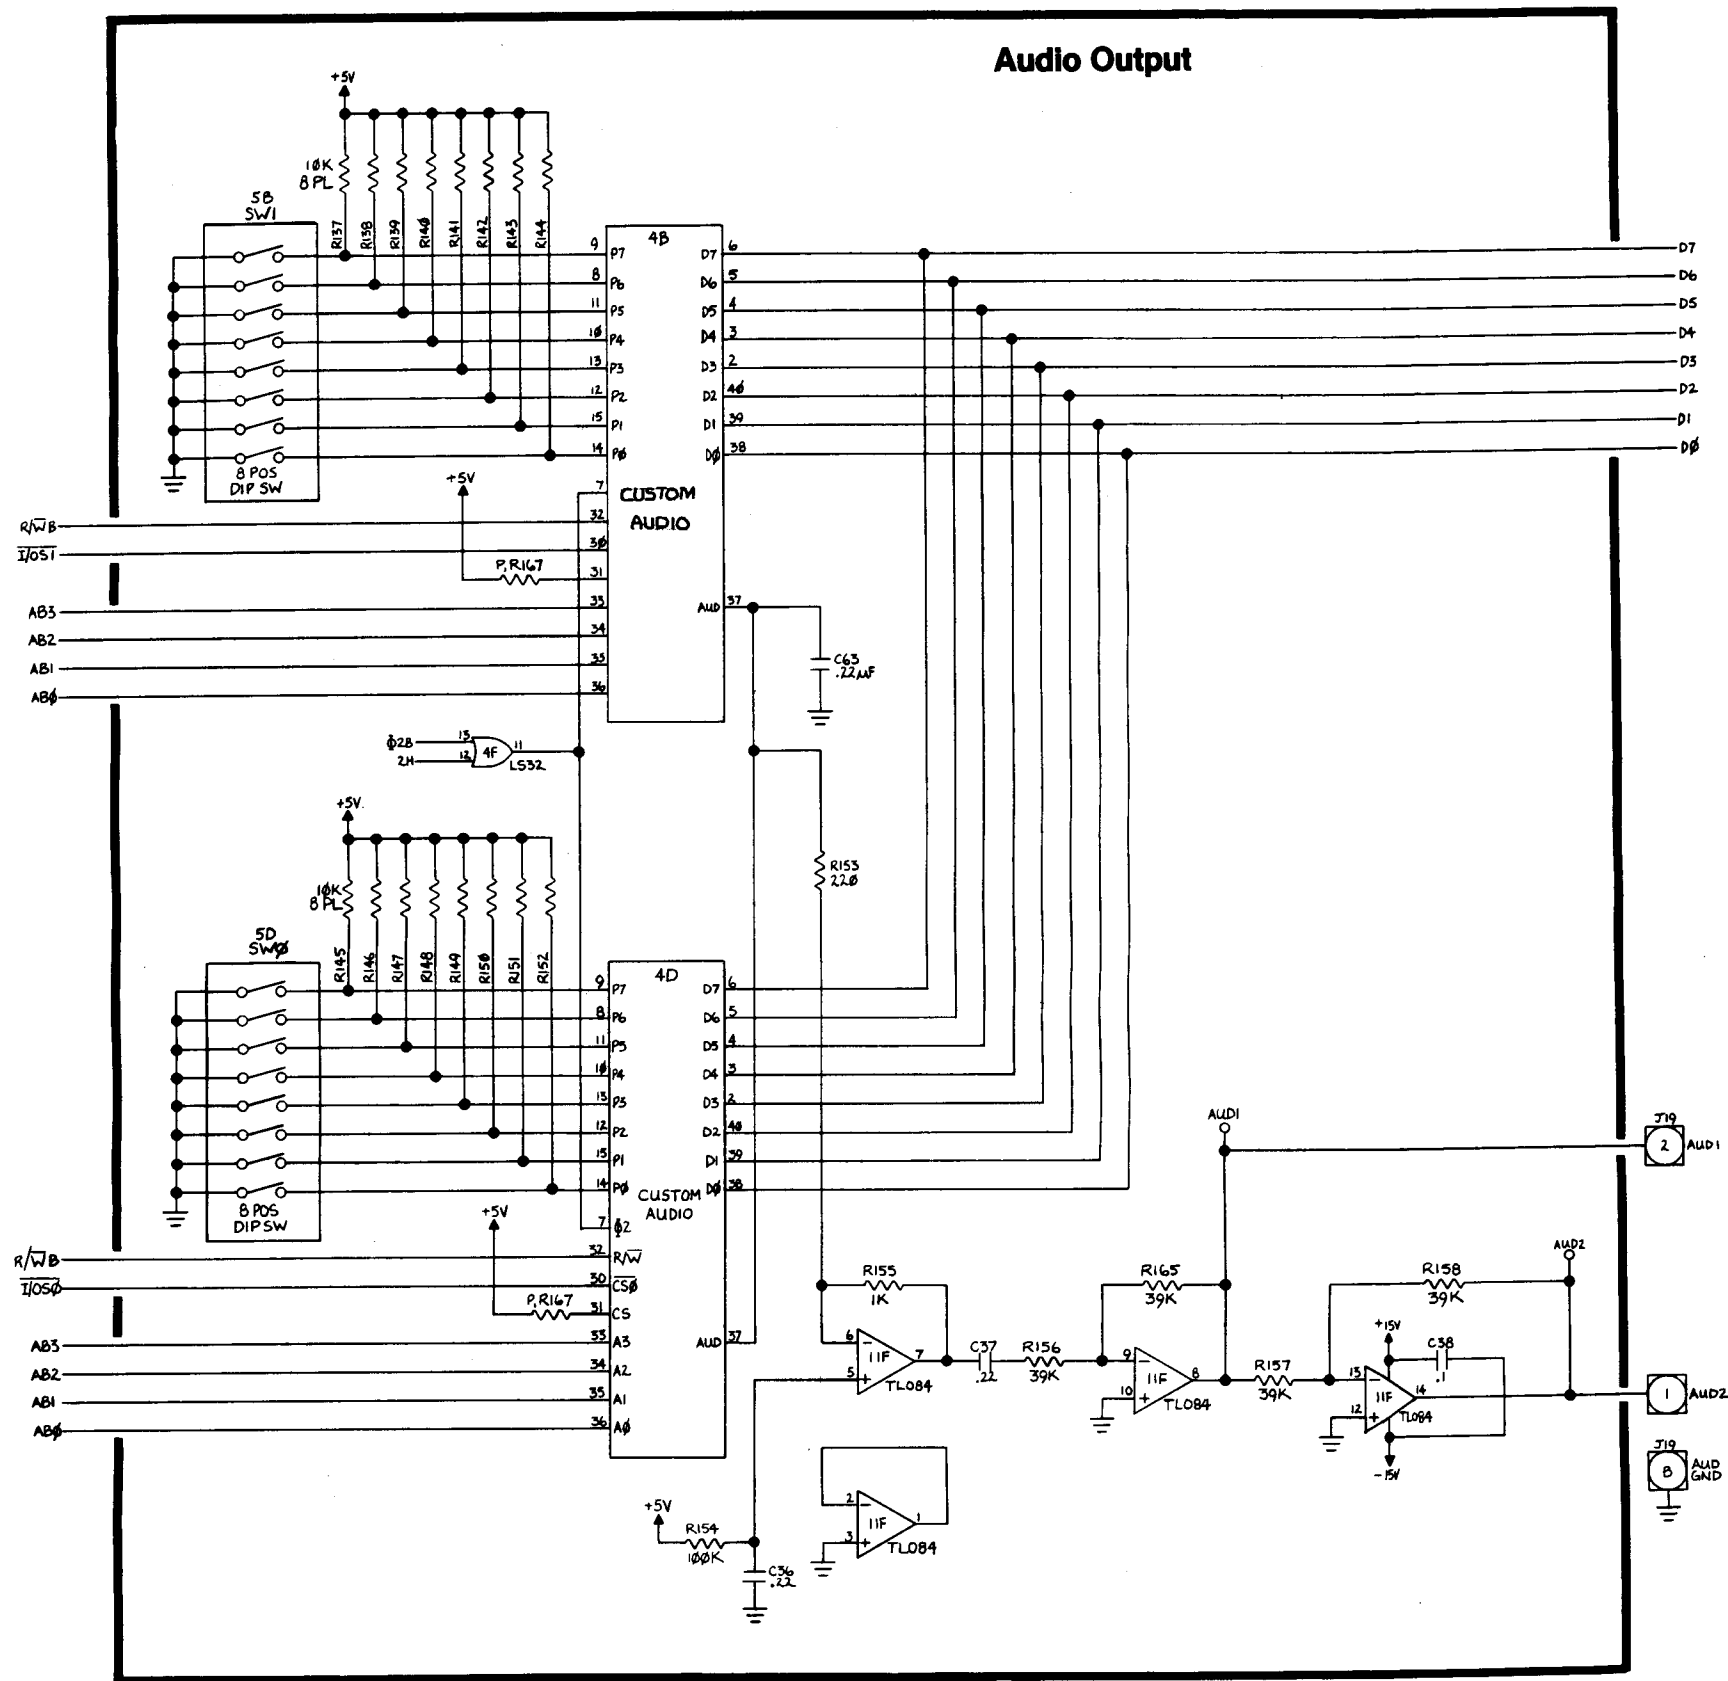 Audio Output
+5V
10K
8 PL
R137
R138
R139
R140
R141
R142
R143
R144
5B
SW1
8 POS
DIP SW
4B
9 P7
8 P6
11 P5
10 P4
13 P3
12 P2
15 P1
14 P0
7
32
30
31
33
34
35
36
CUSTOM
AUDIO
D7 6
D6 5
D5 4
D4 3
D3 2
D2 40
D1 39
D0 38
AUD 37
D7
D6
D5
D4
D3
D2
D1
D0
+5V
P,R167
R/W̅B
I/OS1
AB3
AB2
AB1
AB0
C63
.22µF
Φ2B
2H
13
12
4F
11
LS32
R153
220
+5V
10K
8 PL
R145
R146
R147
R148
R149
R150
R151
R152
5D
SW0
8 POS
DIP SW
4D
9 P7
8 P6
11 P5
10 P4
13 P3
12 P2
15 P1
14 P0
7 Φ2
32 R/W̅
30 CS0
31 CS
33 A3
34 A2
35 A1
36 A0
CUSTOM
AUDIO
D7 6
D6 5
D5 4
D4 3
D3 2
D2 40
D1 39
D0 38
AUD 37
+5V
P,R167
R/W̅B
I/OS0
AB3
AB2
AB1
AB0
R155
1K
6 -
5 +
11F
7
TL084
C37
.22
R156
39K
R165
39K
9 -
10 +
11F
8
TL084
AUD1
J19
2 AUD1
R157
39K
R158
39K
+15V
C38
.1
13 -
12 +
11F
14
TL084
-15V
AUD2
1 AUD2
J19
8 AUD
GND
2 -
3 +
11F
1
TL084
+5V
R154
100K
C36
.22